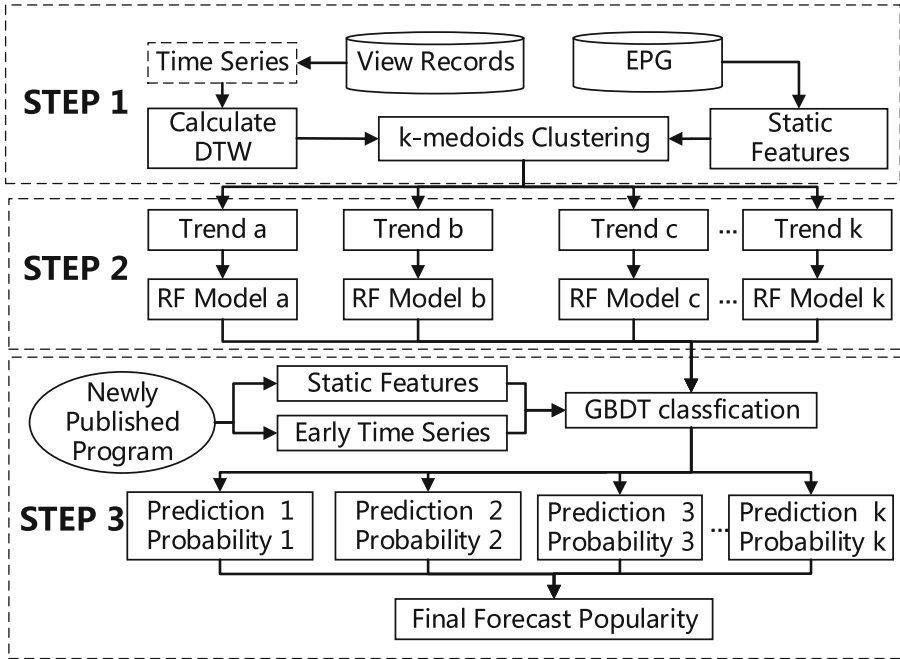 STEP 1
Time Series
View Records
EPG
Calculate
DTW
k-medoids Clustering
Static
Features
STEP 2
Trend a
Trend b
Trend c
...
Trend k
RF Model a
RF Model b
RF Model c
...
RF Model k
STEP 3
Newly
Published
Program
Static Features
Early Time Series
GBDT classfication
Prediction 1
Probability 1
Prediction 2
Probability 2
Prediction 3
Probability 3
...
Prediction k
Probability k
Final Forecast Popularity